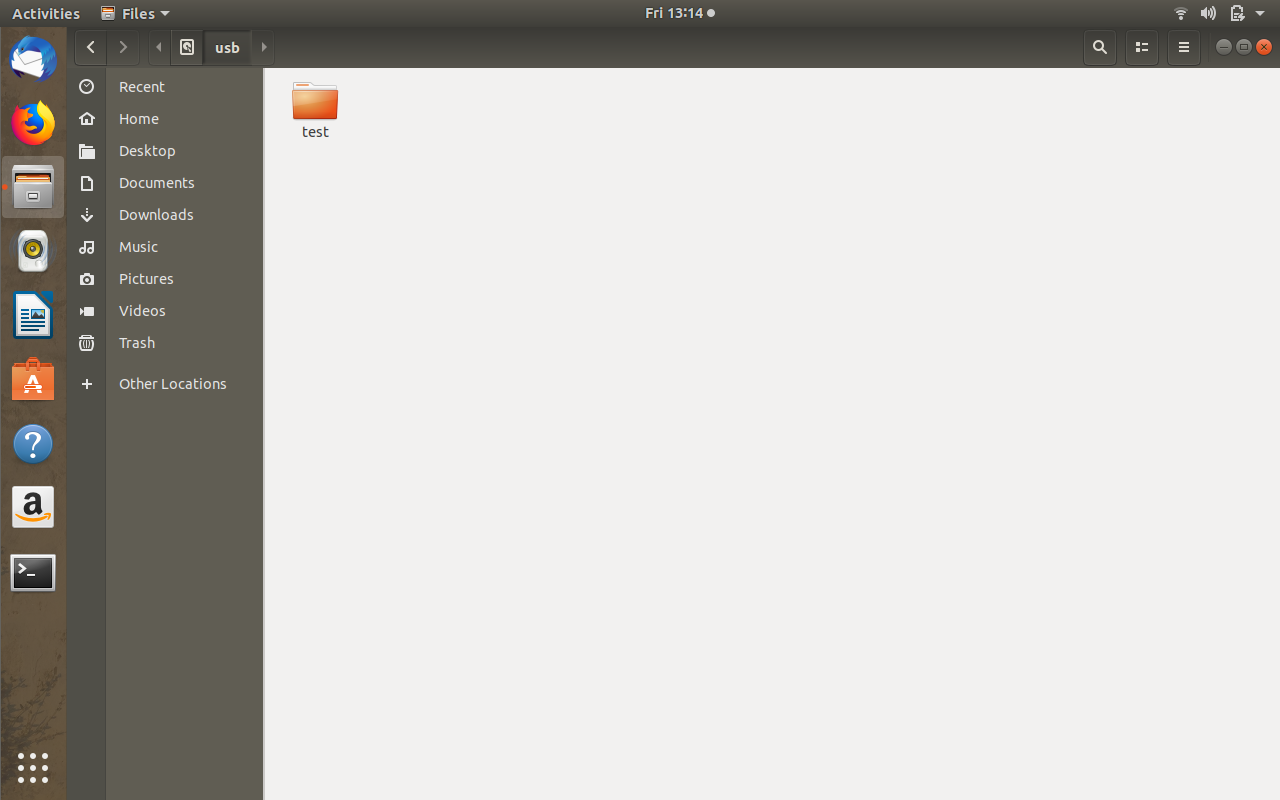 Activities Files Fri 13:14
usb
Recent
Home
Desktop
Documents
Downloads
Music
Pictures
Videos
Trash
Other Locations
test